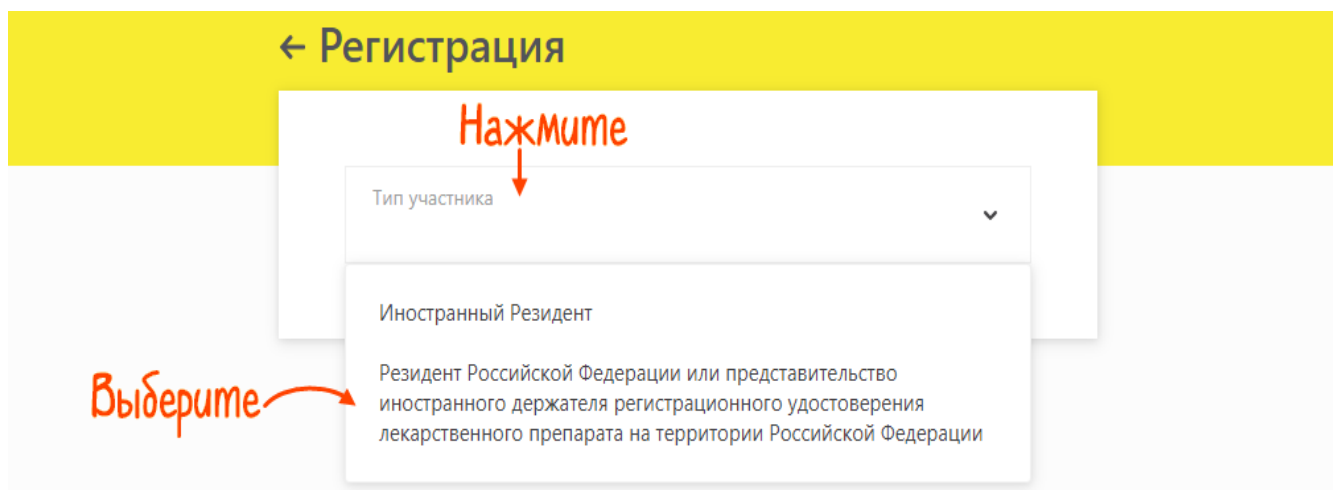 ← Регистрация
Нажмите
Тип участника
Иностранный Резидент
Резидент Российской Федерации или представительство
иностранного держателя регистрационного удостоверения
лекарственного препарата на территории Российской Федерации
Выберите